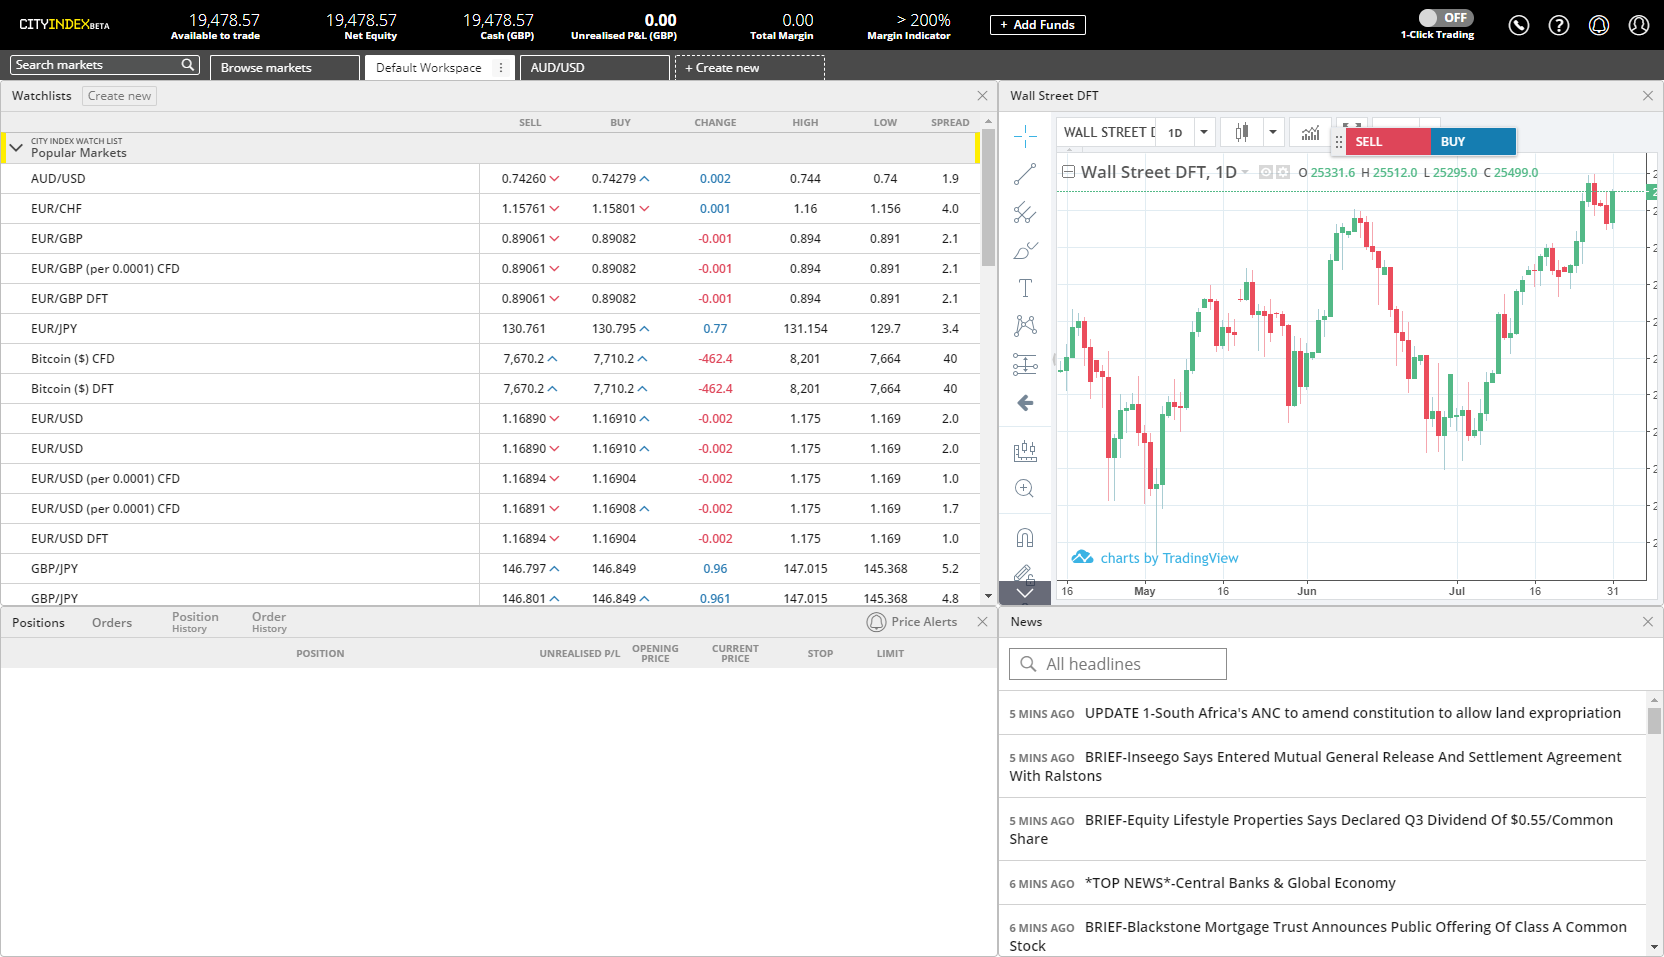 CITYINDEXBETA
19,478.57
Available to trade
19,478.57
Net Equity
19,478.57
Cash (GBP)
0.00
Unrealised P&L (GBP)
0.00
Total Margin
> 200%
Margin Indicator
+ Add Funds
OFF
1-Click Trading
Search markets
Browse markets
Default Workspace
AUD/USD
+ Create new
Watchlists
Create new
SELL BUY CHANGE HIGH LOW SPREAD
CITY INDEX WATCH LIST
Popular Markets
AUD/USD 0.74260 0.74279 0.002 0.744 0.74 1.9
EUR/CHF 1.15761 1.15801 0.001 1.16 1.156 4.0
EUR/GBP 0.89061 0.89082 -0.001 0.894 0.891 2.1
EUR/GBP (per 0.0001) CFD 0.89061 0.89082 -0.001 0.894 0.891 2.1
EUR/GBP DFT 0.89061 0.89082 -0.001 0.894 0.891 2.1
EUR/JPY 130.761 130.795 0.77 131.154 129.7 3.4
Bitcoin ($) CFD 7,670.2 7,710.2 -462.4 8,201 7,664 40
Bitcoin ($) DFT 7,670.2 7,710.2 -462.4 8,201 7,664 40
EUR/USD 1.16890 1.16910 -0.002 1.175 1.169 2.0
EUR/USD 1.16890 1.16910 -0.002 1.175 1.169 2.0
EUR/USD (per 0.0001) CFD 1.16894 1.16904 -0.002 1.175 1.169 1.0
EUR/USD (per 0.0001) CFD 1.16891 1.16908 -0.002 1.175 1.169 1.7
EUR/USD DFT 1.16894 1.16904 -0.002 1.175 1.169 1.0
GBP/JPY 146.797 146.849 0.96 147.015 145.368 5.2
GBP/JPY 146.801 146.849 0.961 147.015 145.368 4.8
Wall Street DFT
WALL STREET 1D
SELL BUY
Wall Street DFT, 1D O 25331.6 H 25512.0 L 25295.0 C 25499.0
charts by TradingView
16 May 16 Jun Jul 16 31
Positions
Orders
Position History
Order History
Price Alerts
POSITION UNREALISED P/L OPENING PRICE CURRENT PRICE STOP LIMIT
News
All headlines
5 MINS AGO UPDATE 1-South Africa's ANC to amend constitution to allow land expropriation
5 MINS AGO BRIEF-Inseego Says Entered Mutual General Release And Settlement Agreement
With Ralstons
5 MINS AGO BRIEF-Equity Lifestyle Properties Says Declared Q3 Dividend Of $0.55/Common
Share
6 MINS AGO *TOP NEWS*-Central Banks & Global Economy
6 MINS AGO BRIEF-Blackstone Mortgage Trust Announces Public Offering Of Class A Common
Stock